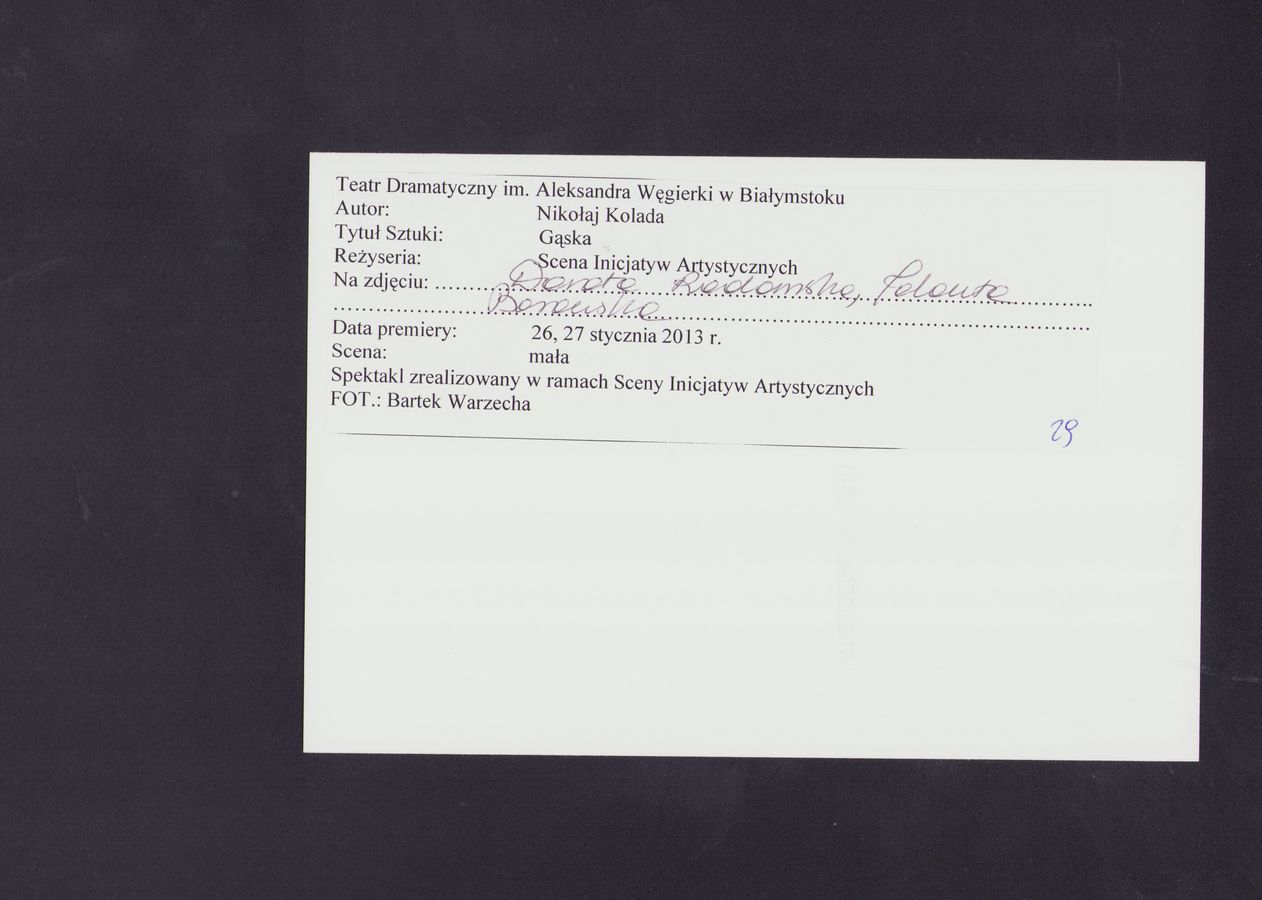 Teatr Dramatyczny im. Aleksandra Węgierki w Białymstoku
Autor: Nikołaj Kolada
Tytuł Sztuki: Gąska
Reżyseria: Scena Inicjatyw Artystycznych
Na zdjęciu: Dorota Radomska, Jolanta
Borowska
Data premiery: 26, 27 stycznia 2013 r.
Scena: mała
Spektakl zrealizowany w ramach Sceny Inicjatyw Artystycznych
FOT.: Bartek Warzecha
29